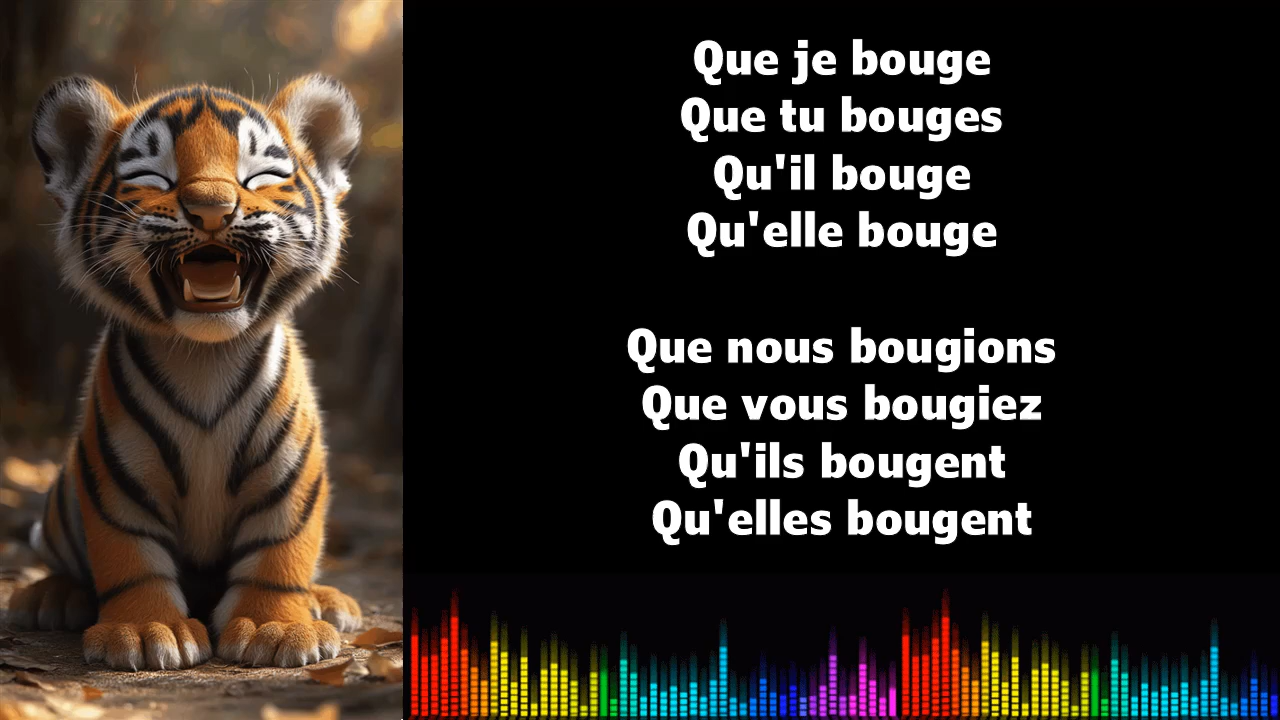 Que je bouge
Que tu bouges
Qu'il bouge
Qu'elle bouge
Que nous bougions
Que vous bougiez
Qu'ils bougent
Qu'elles bougent